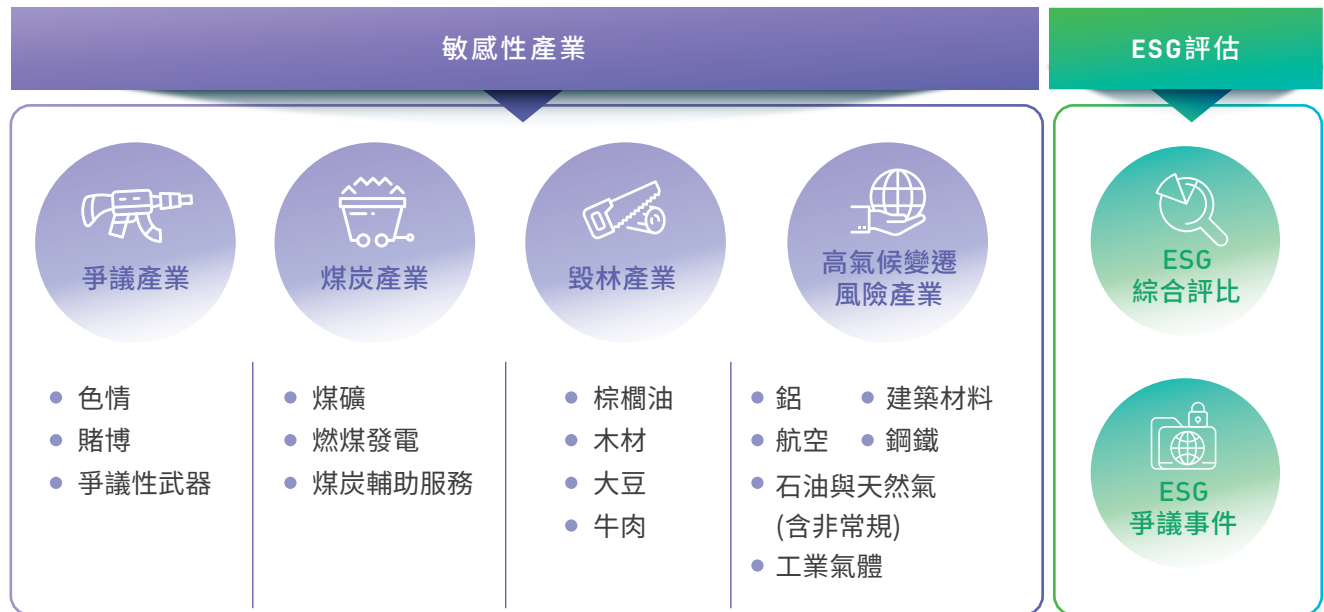 敏感性產業
ESG評估
爭議產業
煤炭產業
毀林產業
高氣候變遷
風險產業
色情
賭博
爭議性武器
煤礦
燃煤發電
煤炭輔助服務
棕櫚油
木材
大豆
牛肉
鋁
建築材料
航空
鋼鐵
石油與天然氣
(含非常規)
工業氣體
ESG
綜合評比
ESG
爭議事件